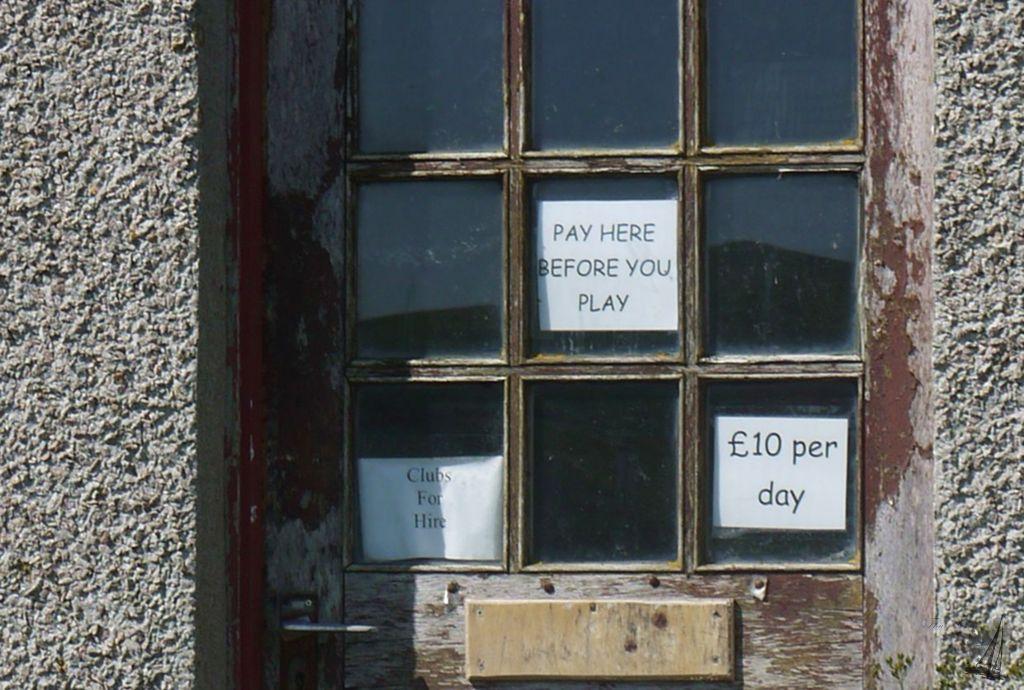 PAY HERE
BEFORE YOU
PLAY
Clubs
For
Hire
£10 per
day